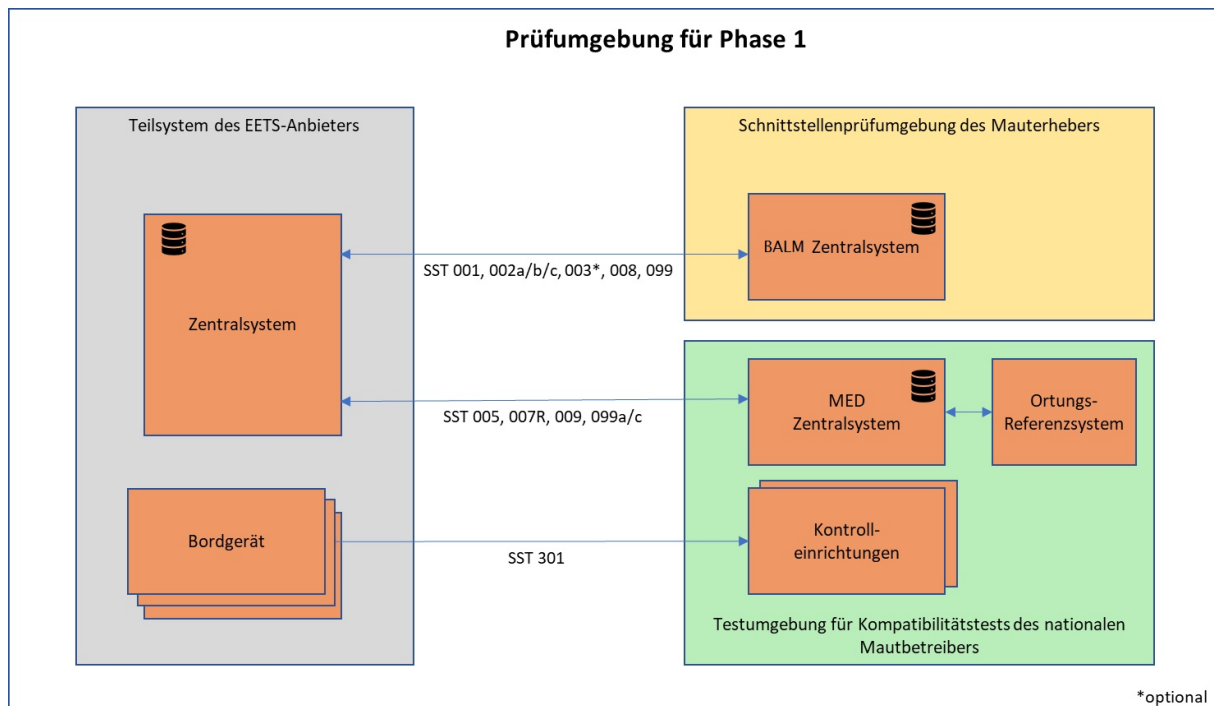 Prüfumgebung für Phase 1
Teilsystem des EETS-Anbieters
Zentralsystem
Bordgerät
SST 001, 002a/b/c, 003*, 008, 099
SST 005, 007R, 009, 099a/c
SST 301
Schnittstellenprüfumgebung des Mauterhebers
BALM Zentralsystem
MED
Zentralsystem
Ortungs-
Referenzsystem
Kontroll-
einrichtungen
Testumgebung für Kompatibilitätstests des nationalen
Mautbetreibers
*optional